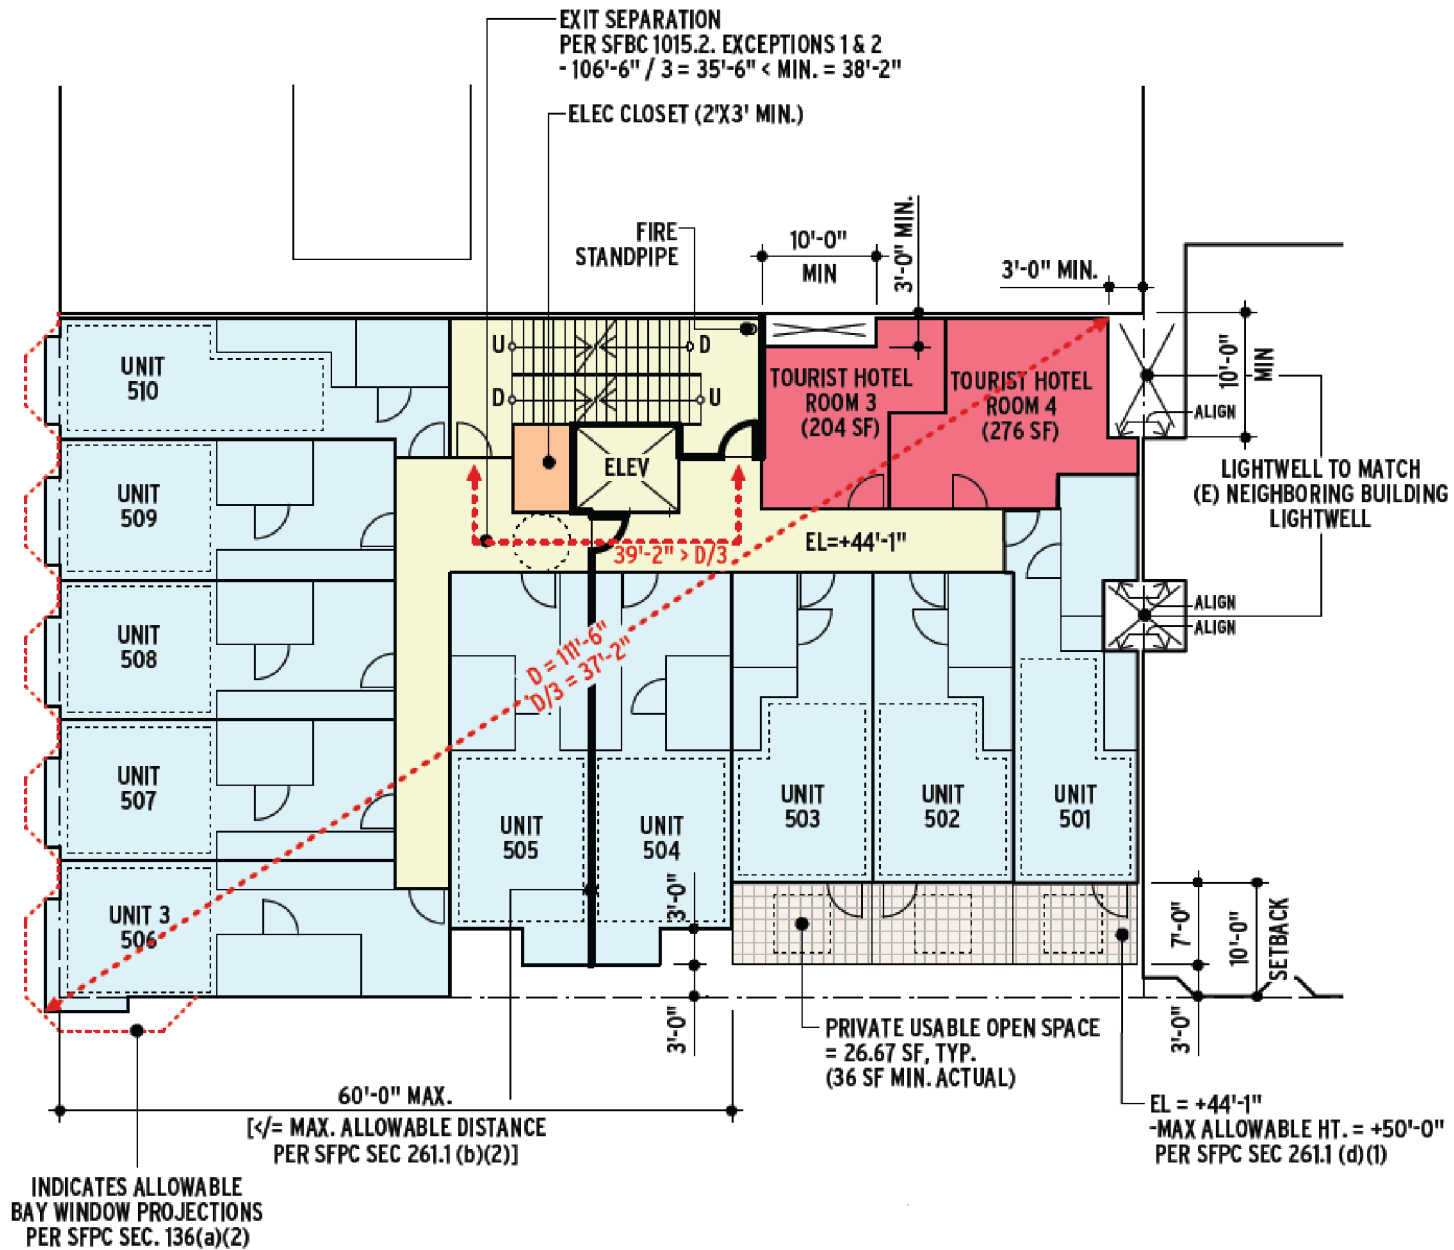 EXIT SEPARATION
PER SFBC 1015.2. EXCEPTIONS 1 & 2
- 106'-6" / 3 = 35'-6" < MIN. = 38'-2"
ELEC CLOSET (2'X3' MIN.)
FIRE
STANDPIPE
10'-0"
MIN
3'-0" MIN.
3'-0" MIN.
10'-0"
MIN
UNIT
510
U
D
D
U
TOURIST HOTEL
ROOM 3
(204 SF)
TOURIST HOTEL
ROOM 4
(276 SF)
ALIGN
ELEV
LIGHTWELL TO MATCH
(E) NEIGHBORING BUILDING
LIGHTWELL
UNIT
509
39'-2" > D/3
EL=+44'-1"
ALIGN
ALIGN
UNIT
508
D = 111'-6"
D/3 = 37'-2"
UNIT
507
UNIT
505
UNIT
504
UNIT
503
UNIT
502
UNIT
501
UNIT 3
506
3'-0"
7'-0"
10'-0"
SETBACK
3'-0"
3'-0"
PRIVATE USABLE OPEN SPACE
= 26.67 SF, TYP.
(36 SF MIN. ACTUAL)
60'-0" MAX.
[</= MAX. ALLOWABLE DISTANCE
PER SFPC SEC 261.1 (b)(2)]
EL = +44'-1"
-MAX ALLOWABLE HT. = +50'-0"
PER SFPC SEC 261.1 (d)(1)
INDICATES ALLOWABLE
BAY WINDOW PROJECTIONS
PER SFPC SEC. 136(a)(2)